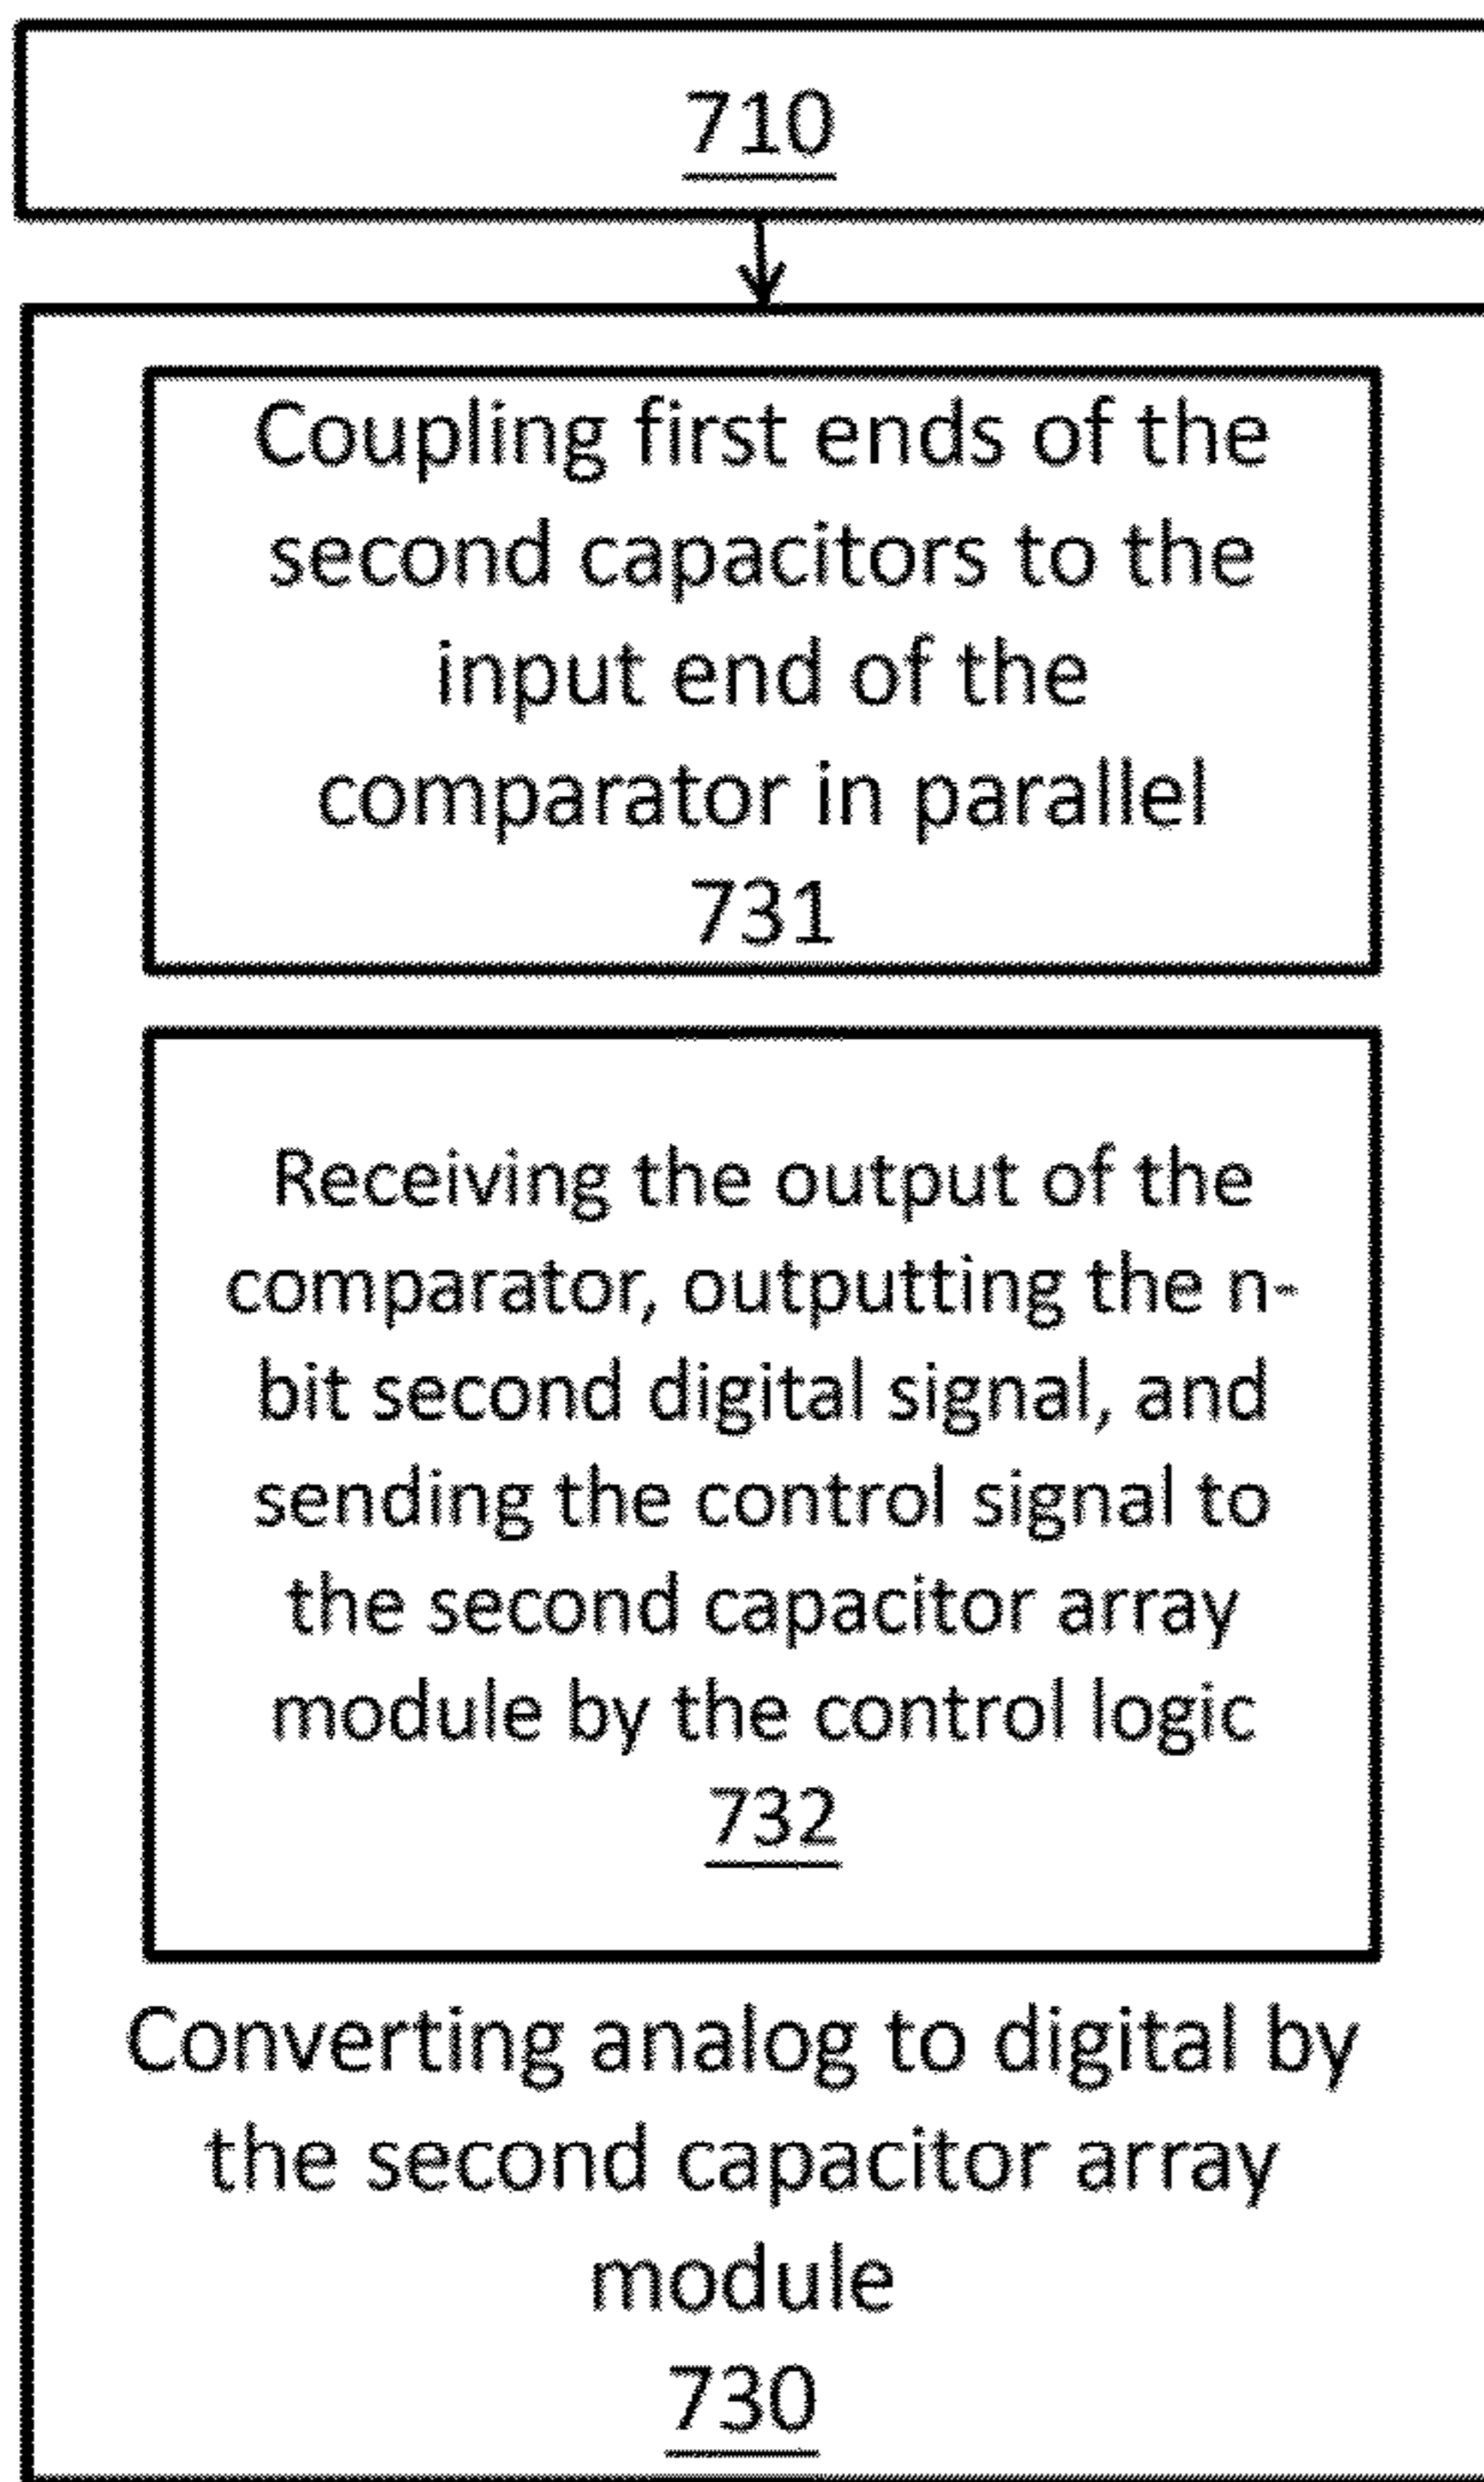 710
Coupling first ends of the
second capacitors to the
input end of the
comparator in parallel
731
Receiving the output of the
comparator, outputting the n-
bit second digital signal, and
sending the control signal to
the second capacitor array
module by the control logic
732
Converting analog to digital by
the second capacitor array
module
730